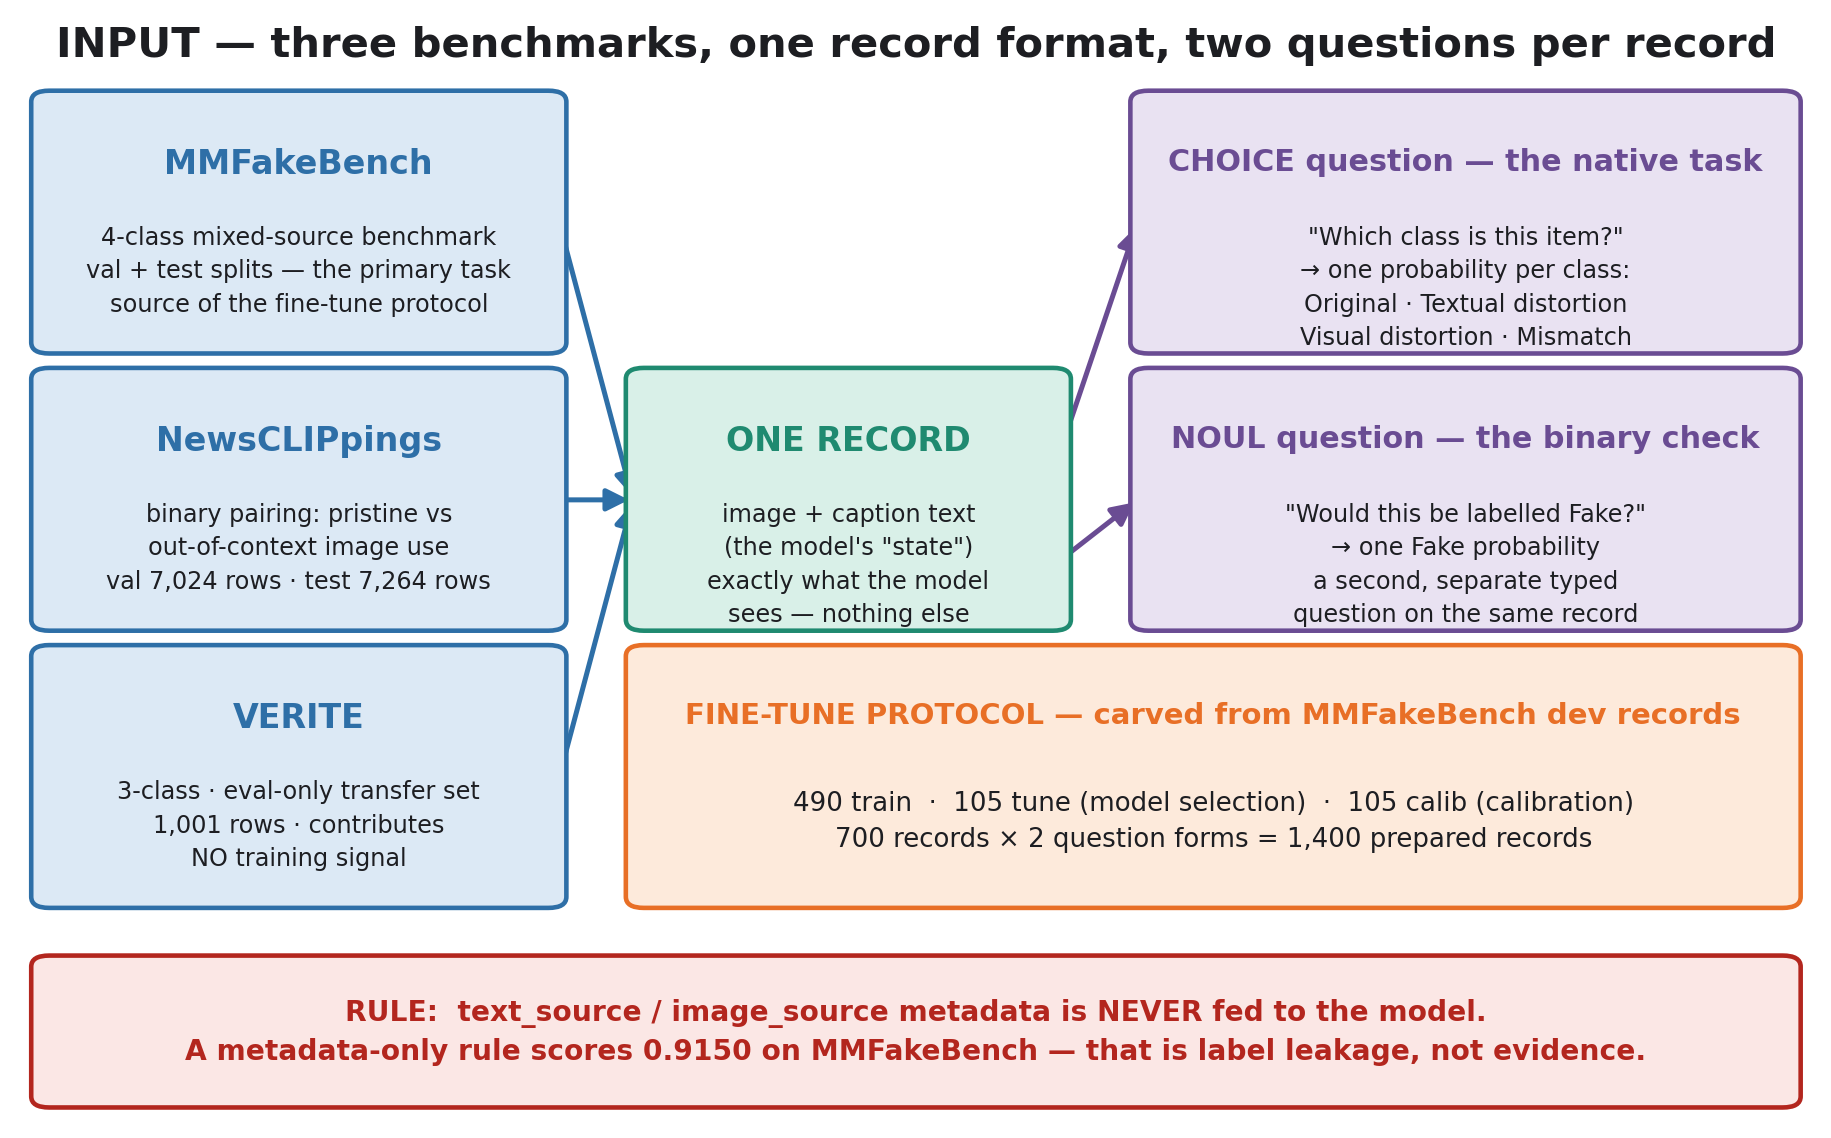 INPUT — three benchmarks, one record format, two questions per record
MMFakeBench
4-class mixed-source benchmark
val + test splits — the primary task
source of the fine-tune protocol
CHOICE question — the native task
"Which class is this item?"
→ one probability per class:
Original · Textual distortion
Visual distortion · Mismatch
NewsCLIPpings
binary pairing: pristine vs
out-of-context image use
val 7,024 rows · test 7,264 rows
ONE RECORD
image + caption text
(the model's "state")
exactly what the model
sees — nothing else
NOUL question — the binary check
"Would this be labelled Fake?"
→ one Fake probability
a second, separate typed
question on the same record
VERITE
3-class · eval-only transfer set
1,001 rows · contributes
NO training signal
FINE-TUNE PROTOCOL — carved from MMFakeBench dev records
490 train · 105 tune (model selection) · 105 calib (calibration)
700 records × 2 question forms = 1,400 prepared records
RULE: text_source / image_source metadata is NEVER fed to the model.
A metadata-only rule scores 0.9150 on MMFakeBench — that is label leakage, not evidence.